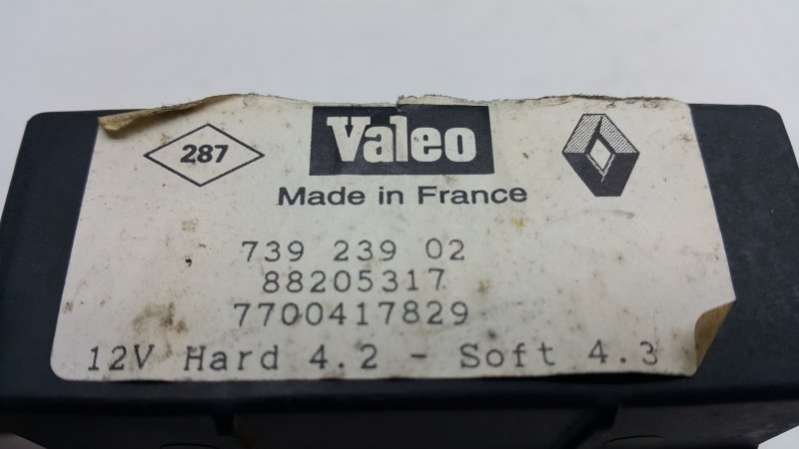 287
Valeo
Made in France
739 239 02
88205317
7700417829
12V Hard 4.2 - Soft 4.3